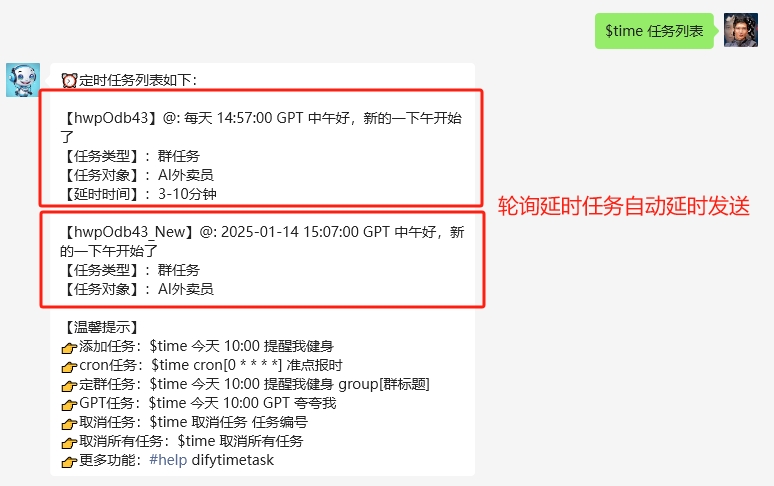 $time 任务列表
⏰定时任务列表如下:
【hwpOdb43】@: 每天 14:57:00 GPT 中午好，新的一下午开始
了
【任务类型】: 群任务
【任务对象】: AI外卖员
【延时时间】: 3-10分钟
轮询延时任务自动延时发送
【hwpOdb43_New】@: 2025-01-14 15:07:00 GPT 中午好，新
的一下午开始了
【任务类型】: 群任务
【任务对象】: AI外卖员
【温馨提示】
👉添加任务: $time 今天 10:00 提醒我健身
👉cron任务: $time cron[0 * * * *] 准点报时
👉定群任务: $time 今天 10:00 提醒我健身 group[群标题]
👉GPT任务: $time 今天 10:00 GPT 夸夸我
👉取消任务: $time 取消任务 任务编号
👉取消所有任务: $time 取消所有任务
👉更多功能: #help difytimetask